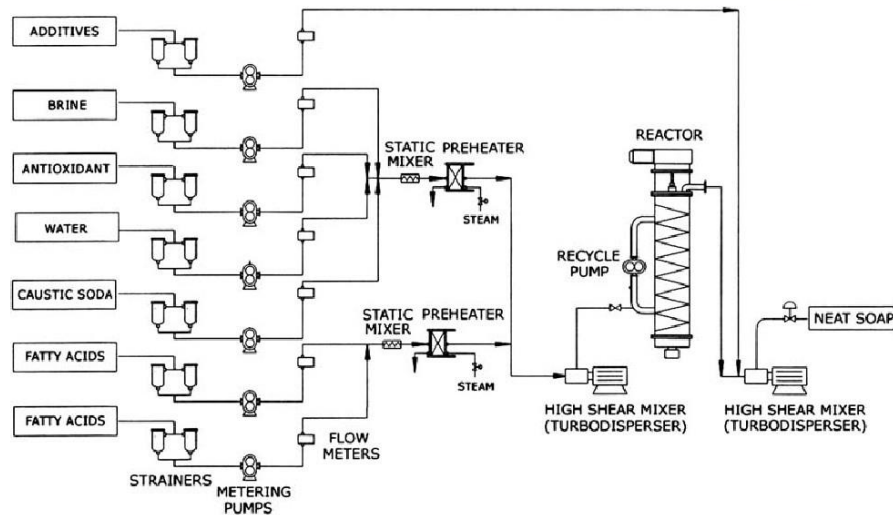 ADDITIVES
BRINE
ANTIOXIDANT
WATER
CAUSTIC SODA
FATTY ACIDS
FATTY ACIDS
STRAINERS
METERING
PUMPS
FLOW
METERS
STATIC
MIXER
PREHEATER
STEAM
STATIC
MIXER
PREHEATER
STEAM
REACTOR
RECYCLE
PUMP
HIGH SHEAR MIXER
(TURBODISPERSER)
NEAT SOAP
HIGH SHEAR MIXER
(TURBODISPERSER)